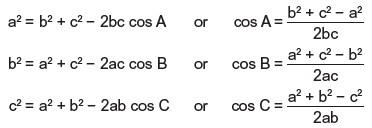 a² = b² + c² – 2bc cos A or cos A = (b² + c² – a²) / 2bc
b² = a² + c² – 2ac cos B or cos B = (a² + c² – b²) / 2ac
c² = a² + b² – 2ab cos C or cos C = (a² + b² – c²) / 2ab